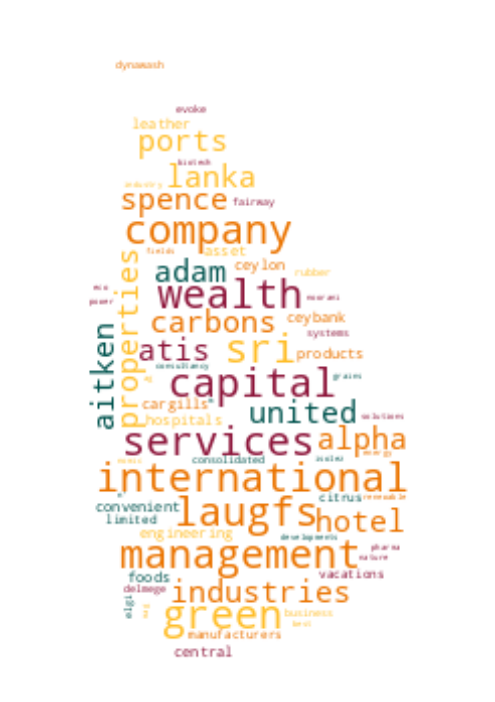 dynawash
evoke
leather
ports
biotech
lanka
industry
spence
fairway
company
fields
asset
adam
ceylon
rubber
properties
eco
power
wealth
noorani
carbons
ceybank
systems
aitken
atis
sri
products
consultancy
grains
capital
cargills
united
solutions
hospitals
services
alpha
energy
consolidated
international
citrus
renewable
convenient
laugfs
limited
hotel
engineering
developments
management
pharma
nature
foods
vacations
delmege
industries
elgi
green
business
best
manufacturers
central